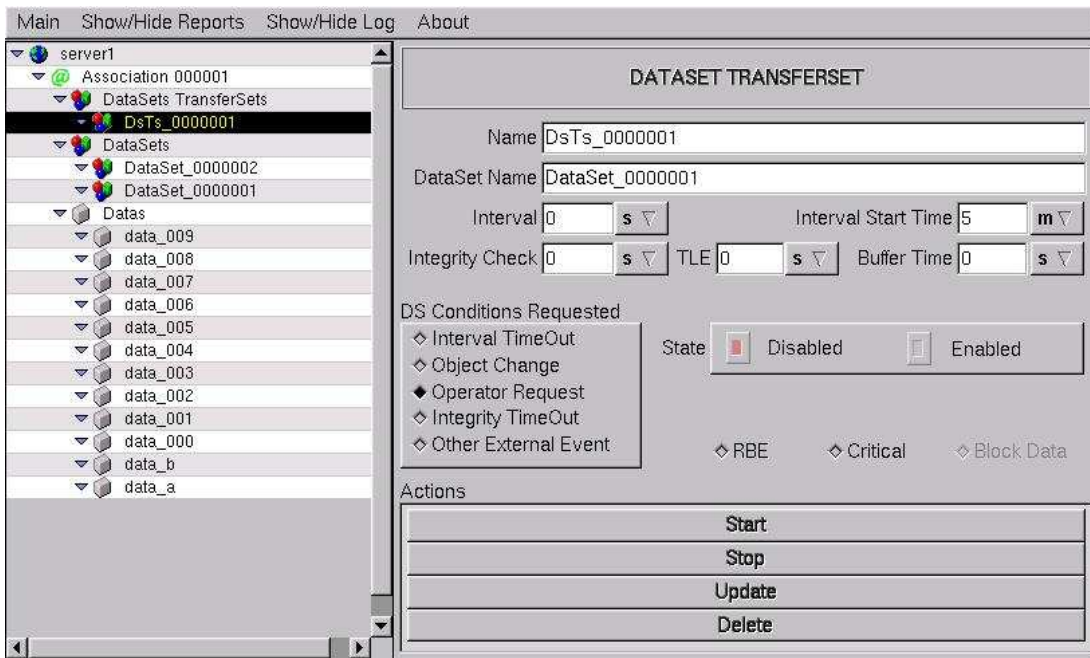 Main Show/Hide Reports Show/Hide Log About
server1
Association 000001
DataSets TransferSets
DsTs_0000001
DataSets
DataSet_0000002
DataSet_0000001
Datas
data_009
data_008
data_007
data_006
data_005
data_004
data_003
data_002
data_001
data_000
data_b
data_a
DATASET TRANSFERSET
Name DsTs_0000001
DataSet Name DataSet_0000001
Interval 0 s Interval Start Time 5 m
Integrity Check 0 s TLE 0 s Buffer Time 0 s
DS Conditions Requested
Interval TimeOut
Object Change
Operator Request
Integrity TimeOut
Other External Event
State Disabled Enabled
RBE Critical Block Data
Actions
Start
Stop
Update
Delete